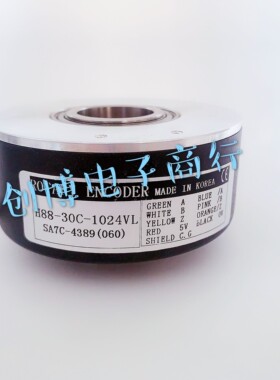 ENCODER MADE IN KOREA
H88-30C-1024VL
SA7C-4389(060)
GREEN A BLUE /A
WHITE B PINK /B
YELLOW Z ORANGE/Z
RED 5V BLACK
SHIELD C.G
创博电子商行